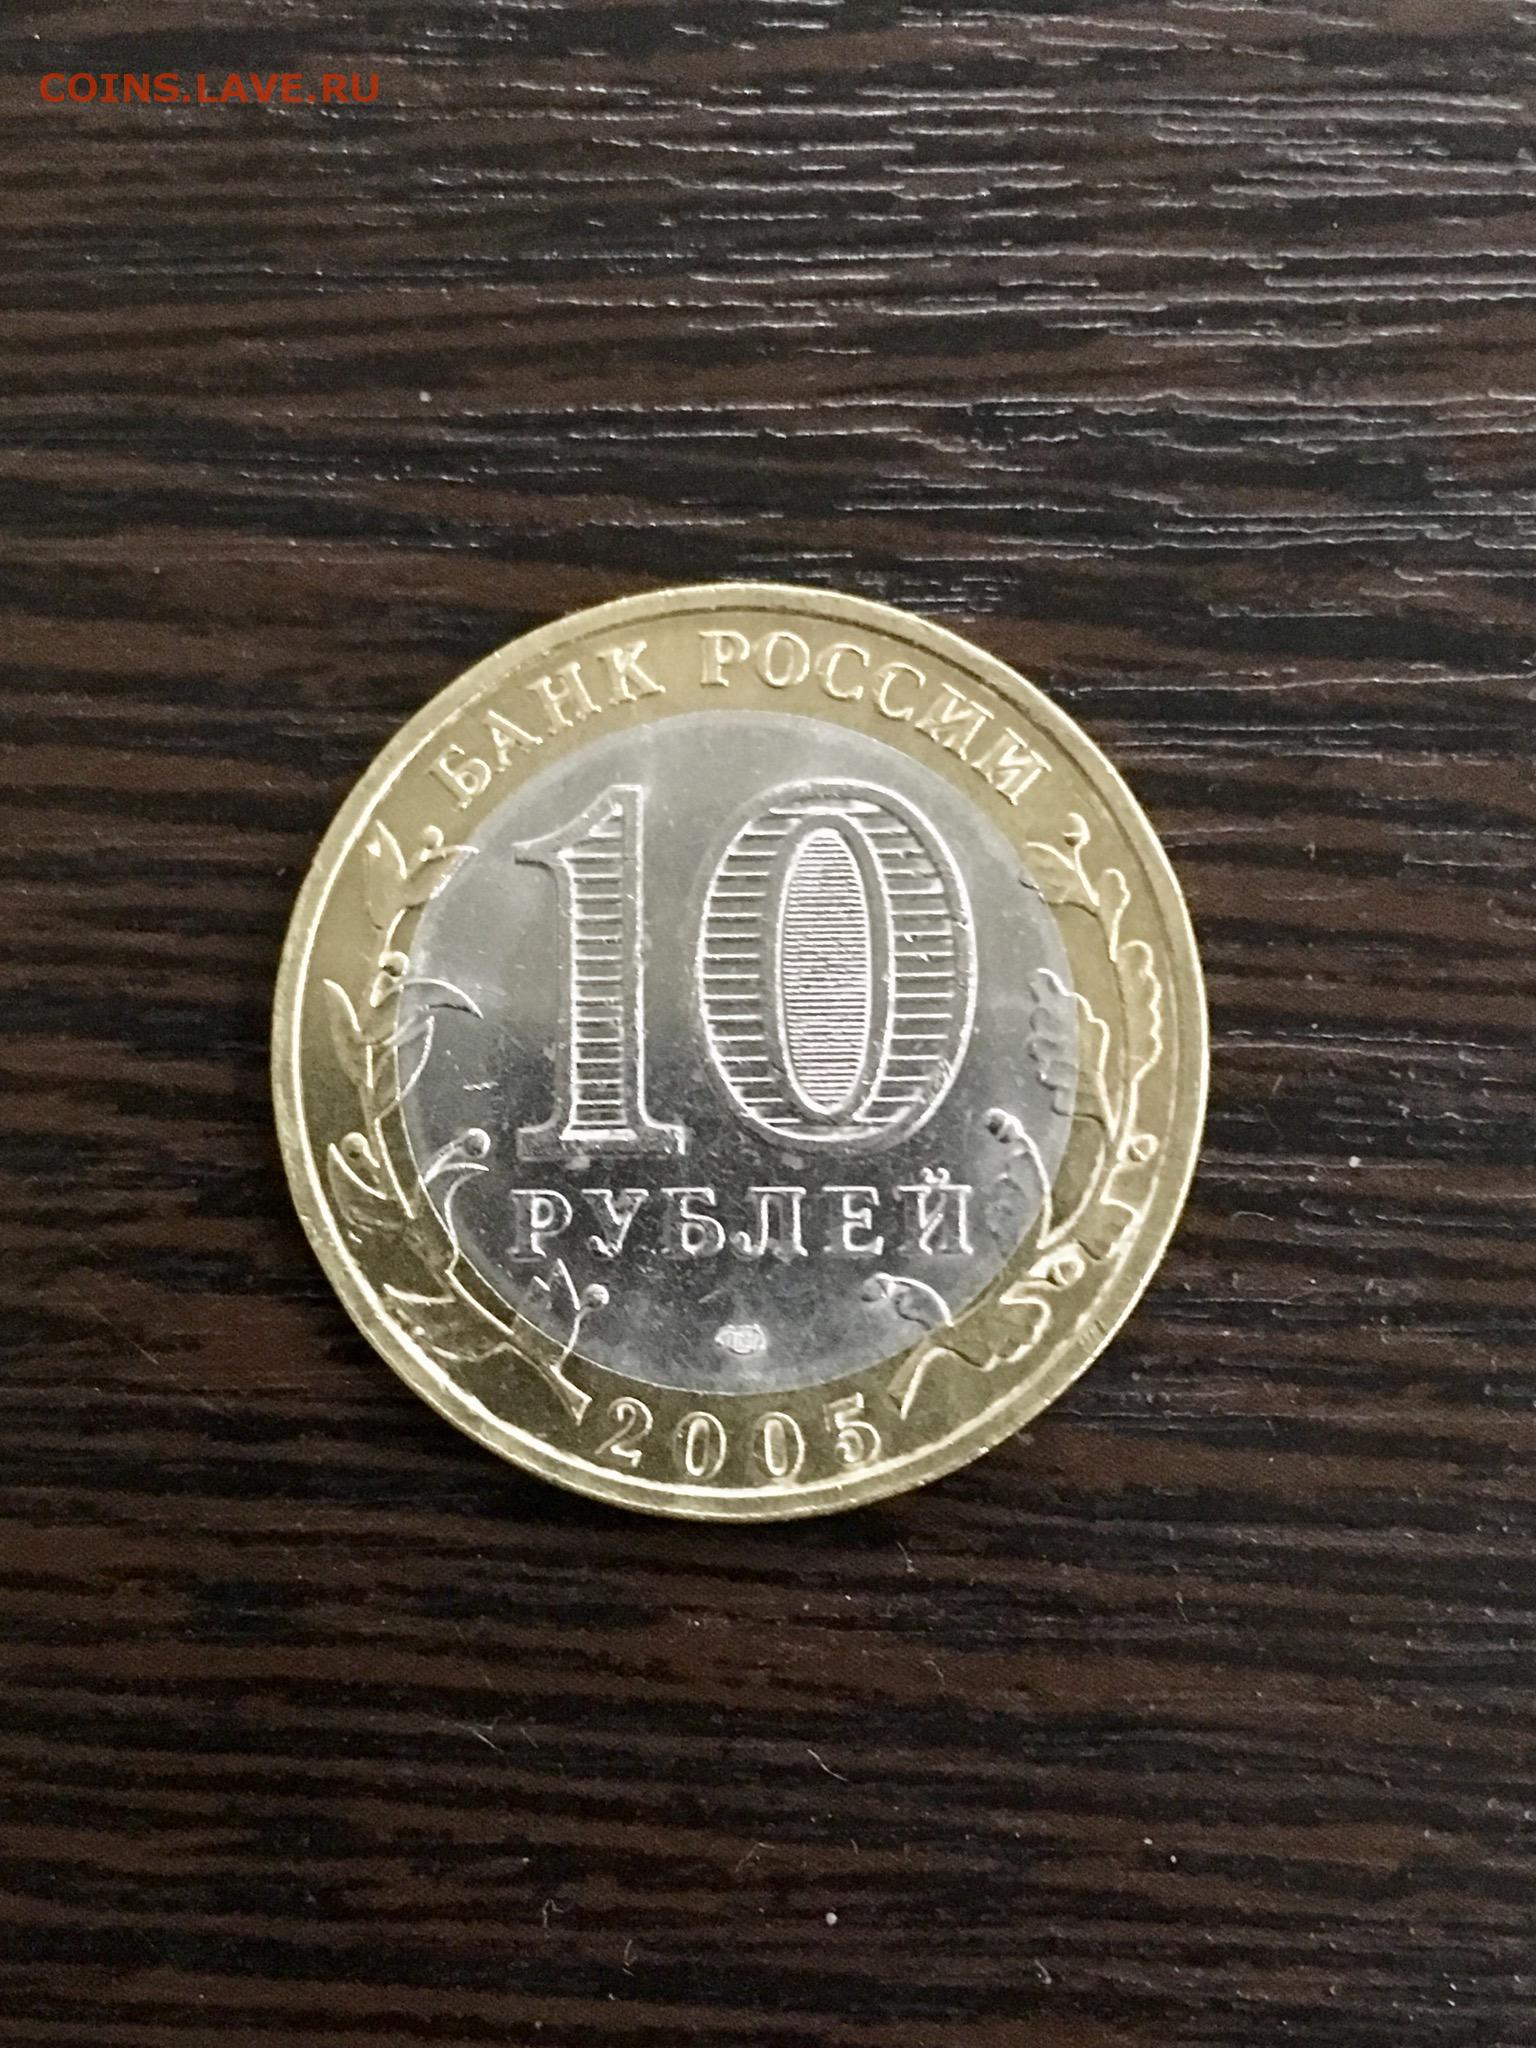 COINS.LAVE.RU
БАНК РОССИИ
10
РУБЛЕЙ
2005